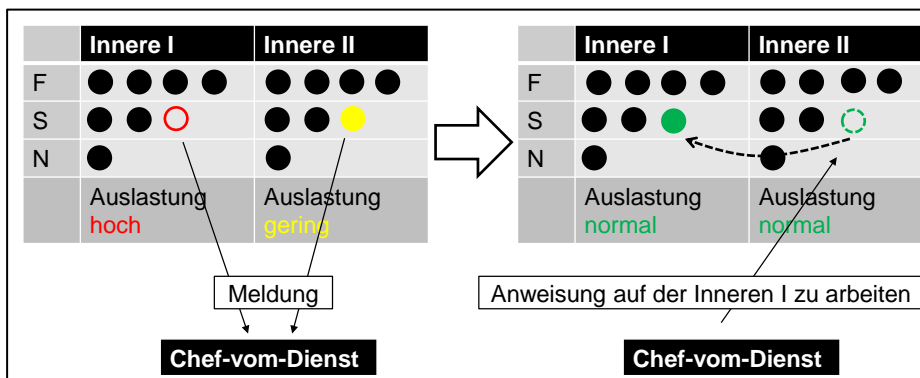 Innere I Innere II
F
S
N
Auslastung Auslastung
hoch gering
Meldung
Chef-vom-Dienst
Innere I Innere II
F
S
N
Auslastung Auslastung
normal normal
Anweisung auf der Inneren I zu arbeiten
Chef-vom-Dienst